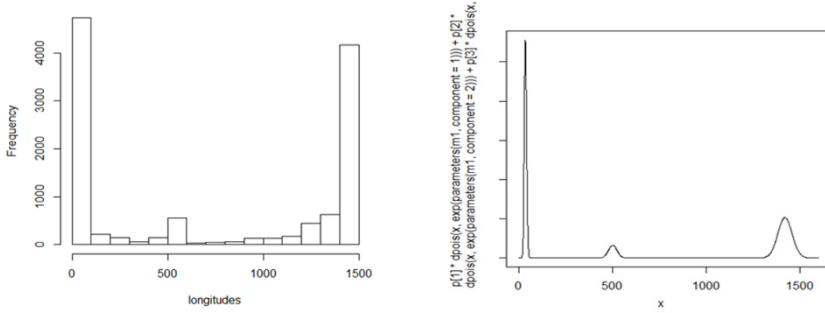 Frequency
0
1000
2000
3000
4000
0
500
1000
1500
longitudes
p[1]* dpois(x, exp(parameters(m1, component = 1))) + p[2]*
dpois(x, exp(parameters(m1, component = 2))) + p[3]* dpois(x,
0
500
1000
1500
x